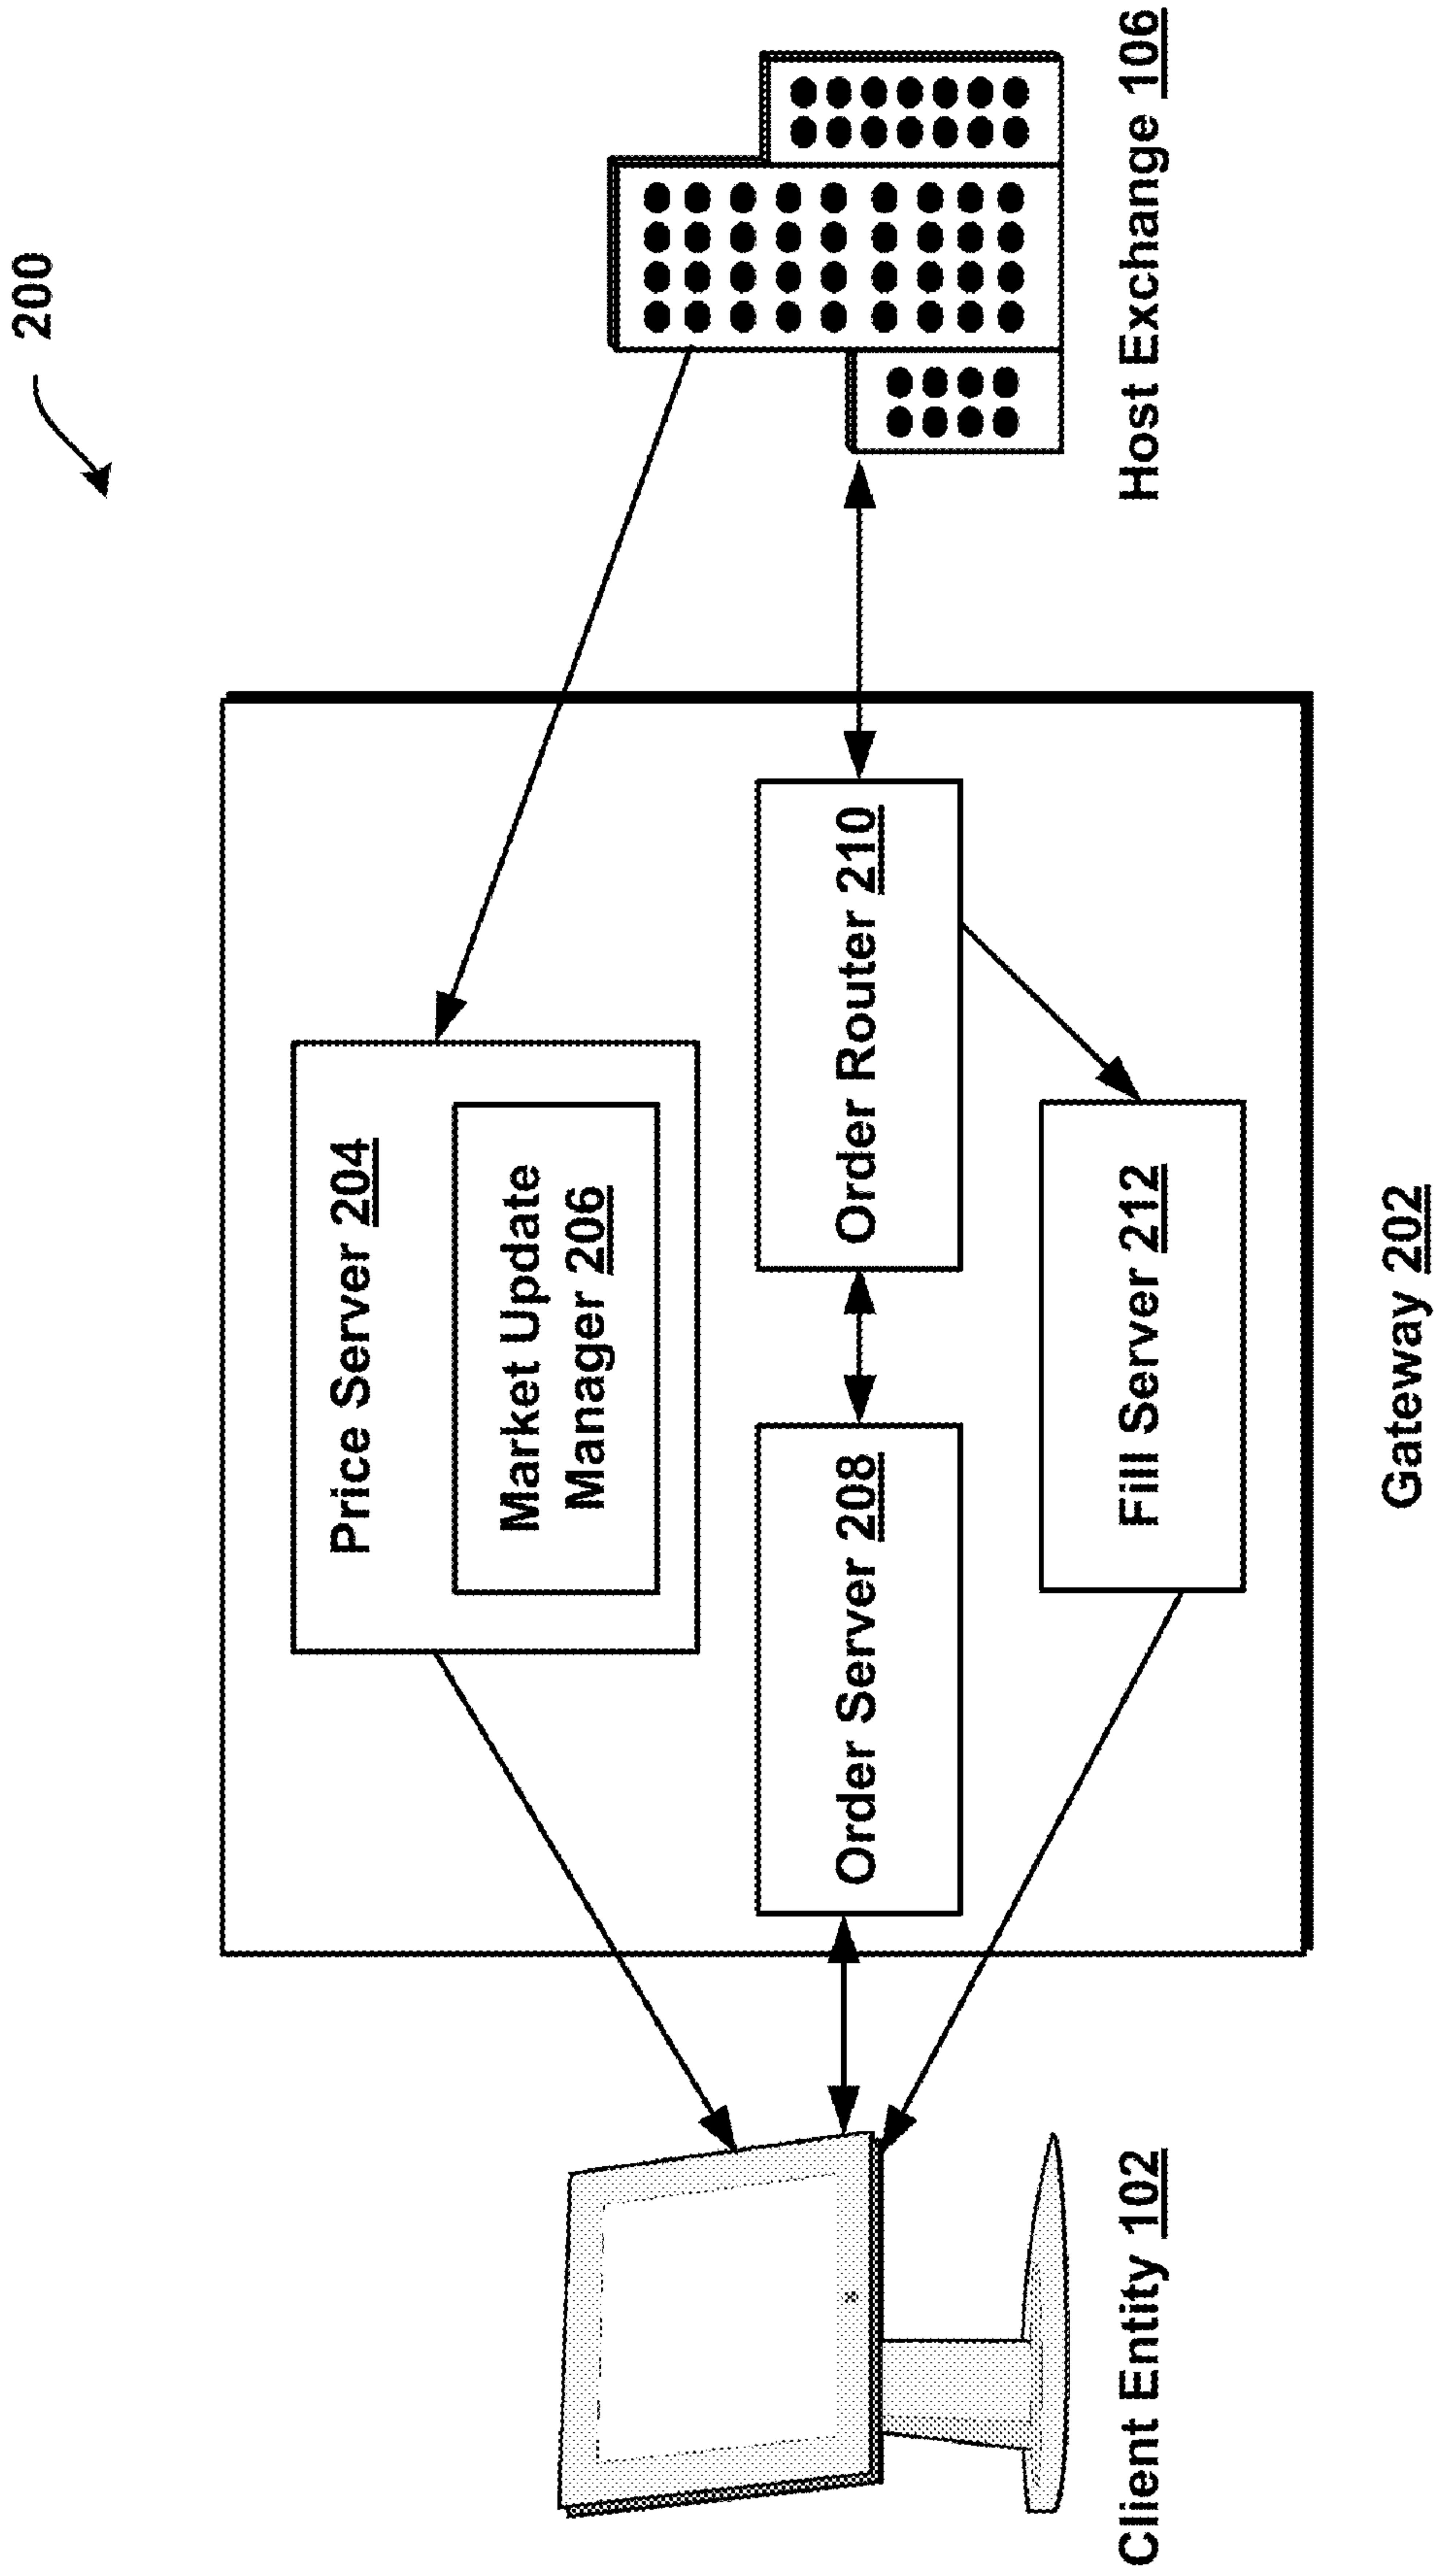 200
Price Server 204
Market Update
Manager 206
Order Server 208
Order Router 210
Fill Server 212
Client Entity 102
Host Exchange 106
Gateway 202